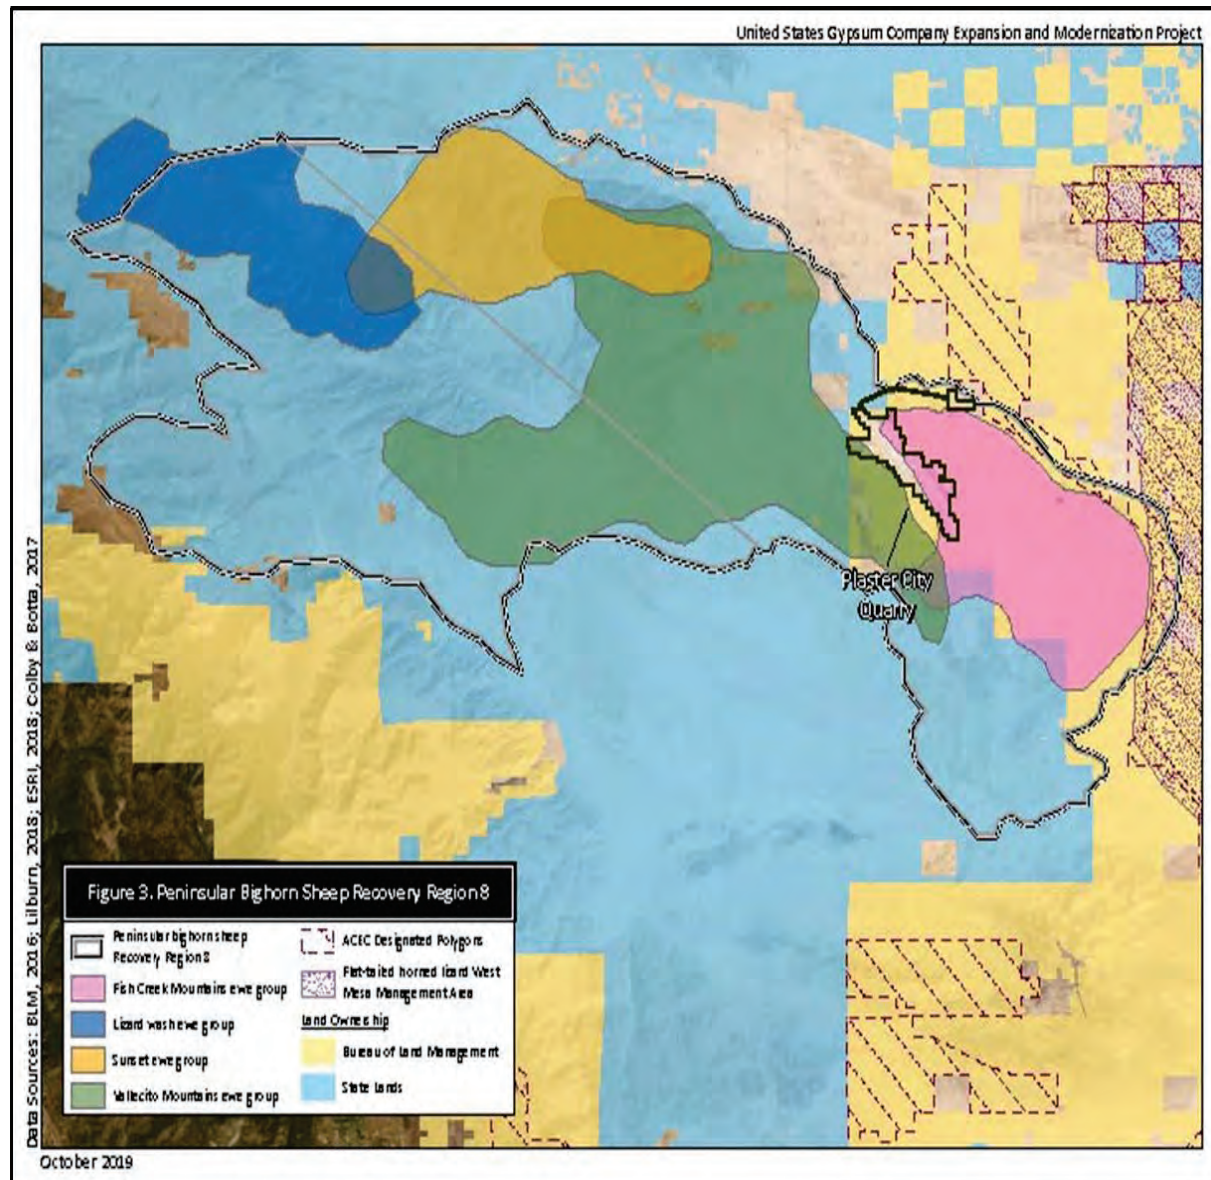 United States Gypsum Company Expansion and Modernization Project
Plaster City
Quarry
Data Sources: BLM, 2016; Lilburn, 2018; ESRI, 2018; Colby & Botta, 2017
Figure 3. Peninsular Bighorn Sheep Recovery Region 8
Peninsular bighorn sheep
Recovery Region 8
Fish Creek Mountains ewe group
Lizard wash ewe group
Sunset ewe group
Vallecito Mountains ewe group
ACEC Designated Polygons
Flat-tailed horned lizard West
Mesa Management Area
Land Ownership
Bureau of Land Management
State Lands
October 2019